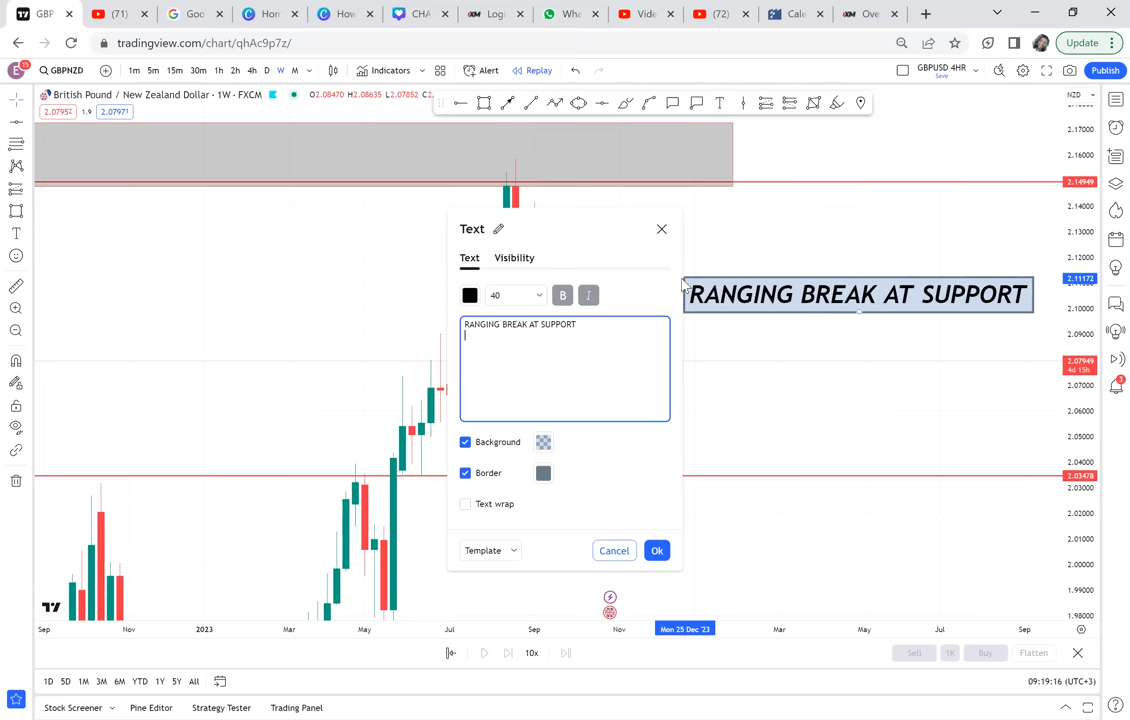 GBP
(71)
Goo
Hon
How
CHA
Logi
Wha
Vide
(72)
Cale
Ove
tradingview.com/chart/qhAc9p7z/
Update
15
GBPNZD
1m 5m 15m 30m 1h 2h 4h D W M
Indicators
Alert
Replay
GBPUSD 4HR
Save
Publish
British Pound / New Zealand Dollar · 1W · FXCM
O2.08470 H2.08635 L2.07852 C2.
NZD
2.07952 1.9 2.07971
2.17000
2.16000
2.14949
2.14000
2.13000
2.12000
2.11172
2.10000
2.09000
2.07949
4d 15h
2.07000
2.06000
2.05000
2.04000
2.03478
2.03000
2.02000
2.01000
2.00000
1.99000
1.98000
Text
Text
Visibility
40
B
I
RANGING BREAK AT SUPPORT
RANGING BREAK AT SUPPORT
Background
Border
Text wrap
Template
Cancel
Ok
3
Sep Nov 2023 Mar May Jul Sep Nov Mon 25 Dec '23 Mar May Jul Sep
10x
Sell 1K Buy Flatten
1D 5D 1M 3M 6M YTD 1Y 5Y All
09:19:16 (UTC+3)
Stock Screener
Pine Editor
Strategy Tester
Trading Panel